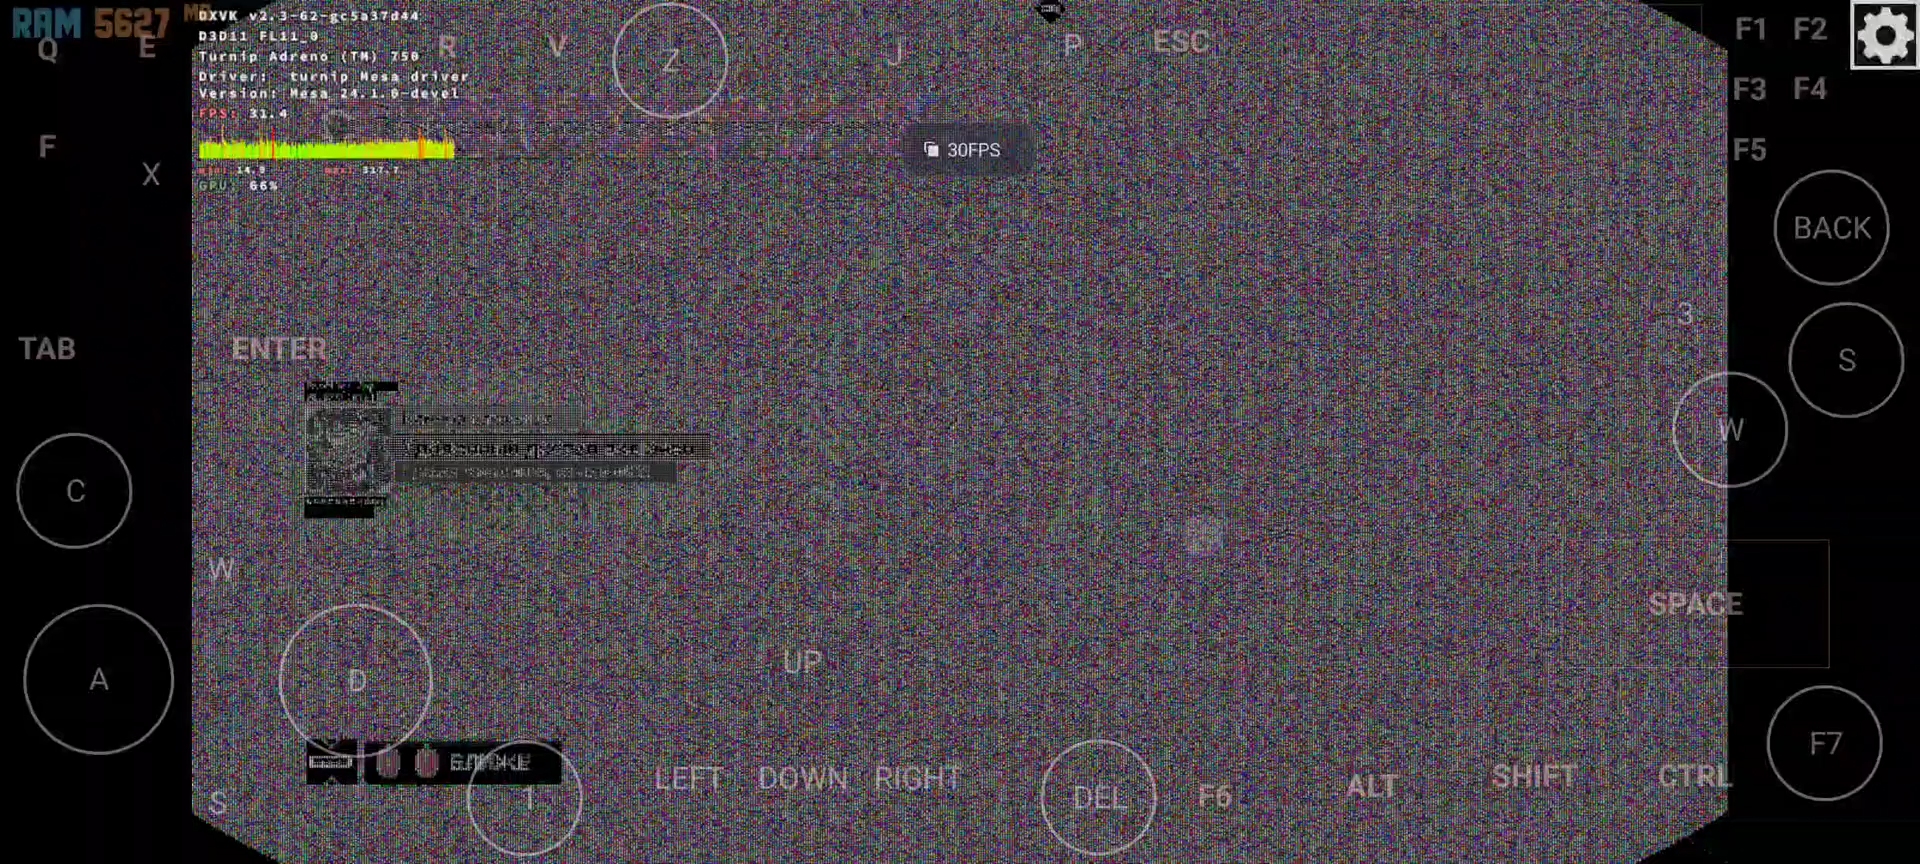 RAM 5627
DXVK v2.3-62-gc5a37d44
D3D11 FL11_0
Turnip Adreno (TM) 750
Driver: turnip Mesa driver
Version: Mesa 24.1.0-devel
FPS: 31.4
GPU: 66%
30FPS
Q E R V Z J P ESC F1 F2
F3 F4
F X F5
BACK
3
TAB ENTER S
W
C
W
SPACE
A D UP
F7
LEFT DOWN RIGHT DEL F6 ALT SHIFT CTRL
S 1